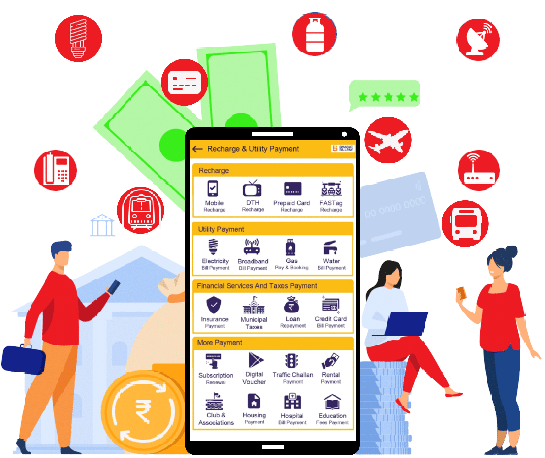 Recharge & Utility Payment
Recharge
Mobile
Recharge
DTH
Recharge
Prepaid Card
Recharge
FASTag
Recharge
Utility Payment
Electricity
Bill Payment
Broadband
Bill Payment
Gas
Pay & Booking
Water
Bill Payment
Financial Services And Taxes Payment
Insurance
Payment
Municipal
Taxes
Loan
Repayment
Credit Card
Bill Payment
More Payment
Subscription
Renewal
Digital
Voucher
Traffic Challan
Payment
Rental
Payment
Club &
Associations
Housing
Payment
Hospital
Bill Payment
Education
Fees Payment
₹